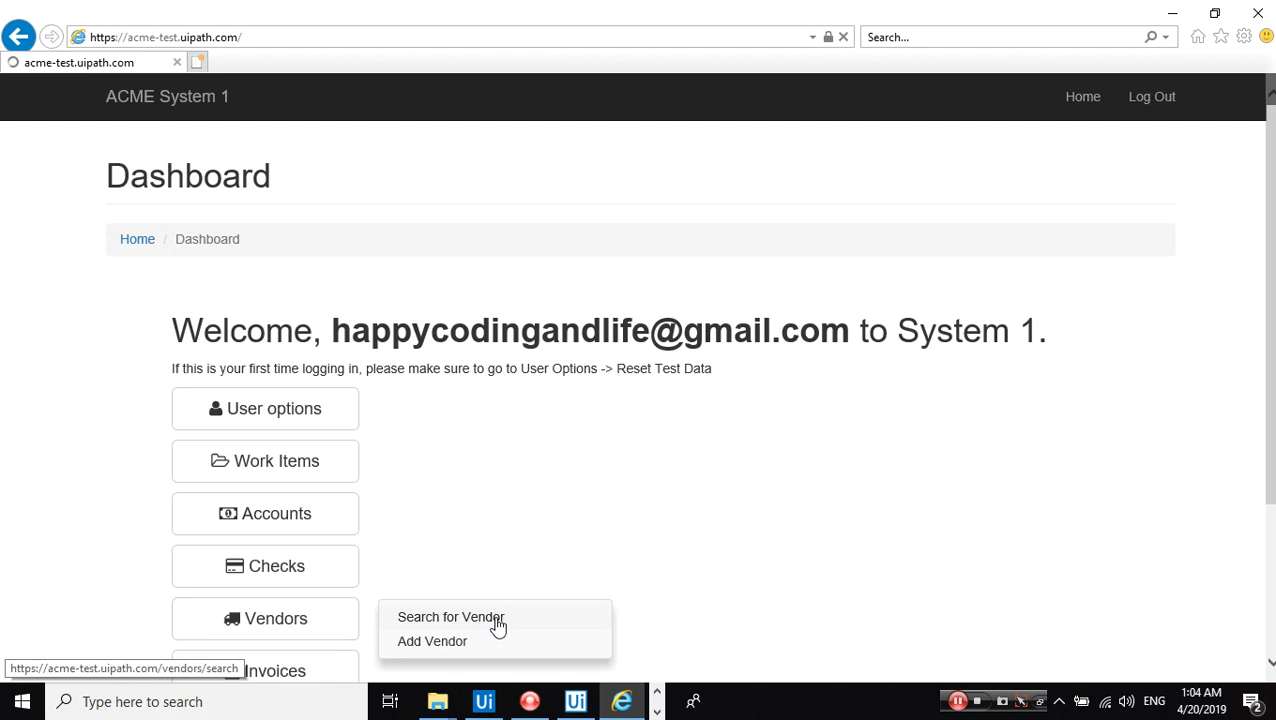 https://acme-test.uipath.com/
Search...
acme-test.uipath.com
ACME System 1
Home
Log Out
Dashboard
Home / Dashboard
Welcome, happycodingandlife@gmail.com to System 1.
If this is your first time logging in, please make sure to go to User Options -> Reset Test Data
User options
Work Items
Accounts
Checks
Vendors
Search for Vendor
Add Vendor
Invoices
https://acme-test.uipath.com/vendors/search
Type here to search
Ui
Ui
ENG
1:04 AM
4/20/2019
2